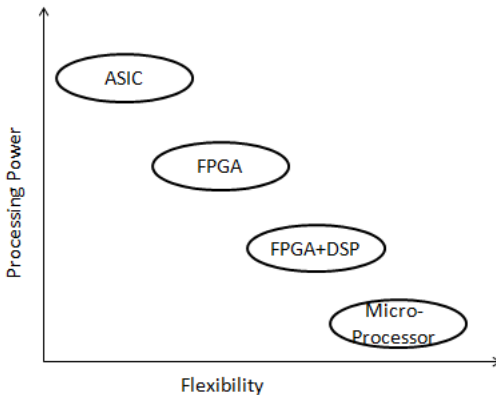 ASIC
FPGA
FPGA+DSP
Micro-
Processor
Processing Power
Flexibility